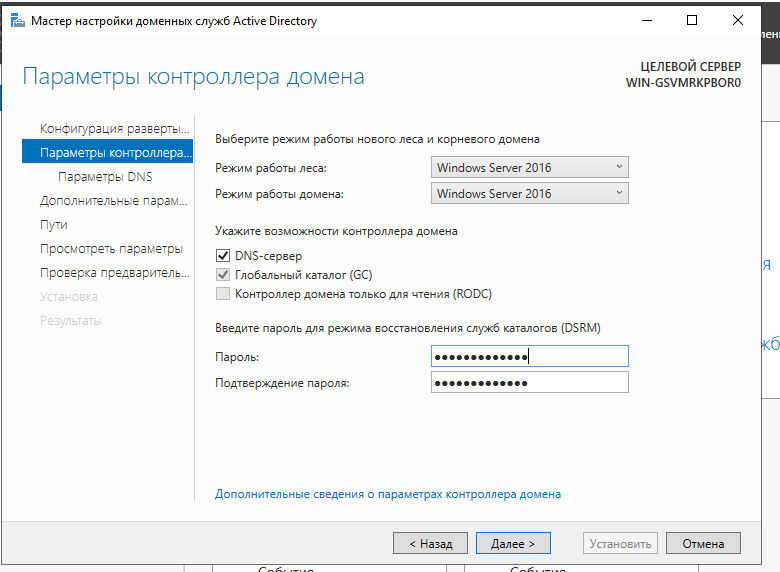 Мастер настройки доменных служб Active Directory
Параметры контроллера домена
ЦЕЛЕВОЙ СЕРВЕР
WIN-GSVMRKPBOR0
Конфигурация разверты...
Параметры контроллера...
Параметры DNS
Дополнительные парам...
Пути
Просмотреть параметры
Проверка предваритель...
Установка
Результаты
Выберите режим работы нового леса и корневого домена
Режим работы леса: Windows Server 2016
Режим работы домена: Windows Server 2016
Укажите возможности контроллера домена
DNS-сервер
Глобальный каталог (GC)
Контроллер домена только для чтения (RODC)
Введите пароль для режима восстановления служб каталогов (DSRM)
Пароль: ●●●●●●●●●●●●●
Подтверждение пароля: ●●●●●●●●●●●●●
Дополнительные сведения о параметрах контроллера домена
< Назад Далее > Установить Отмена
События События